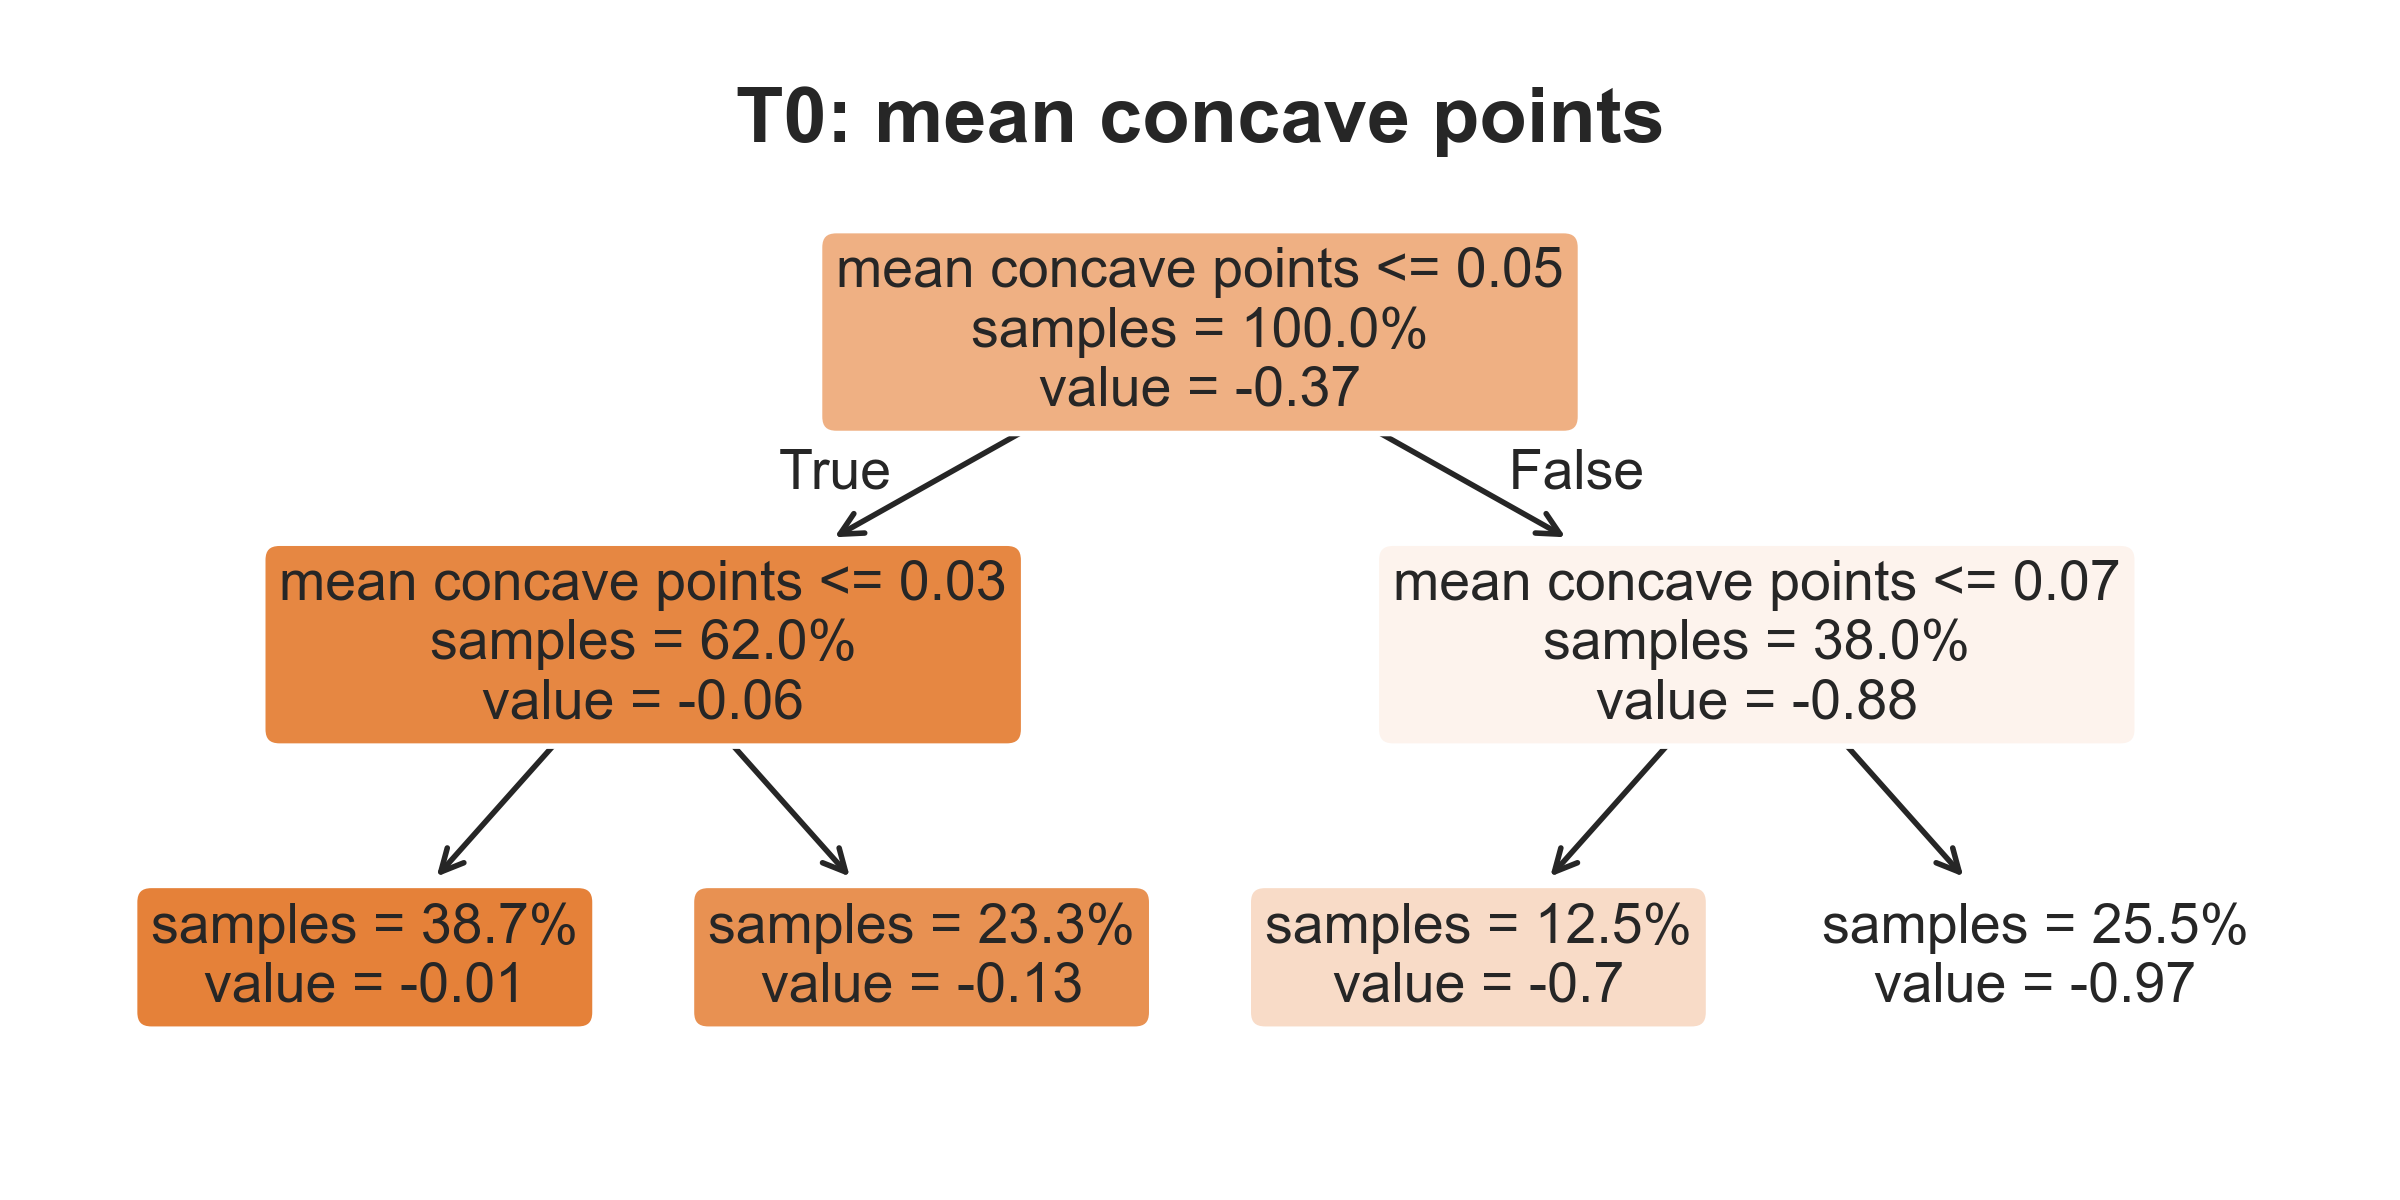 T0: mean concave points
mean concave points <= 0.05
samples = 100.0%
value = -0.37
True
False
mean concave points <= 0.03
samples = 62.0%
value = -0.06
mean concave points <= 0.07
samples = 38.0%
value = -0.88
samples = 38.7%
value = -0.01
samples = 23.3%
value = -0.13
samples = 12.5%
value = -0.7
samples = 25.5%
value = -0.97